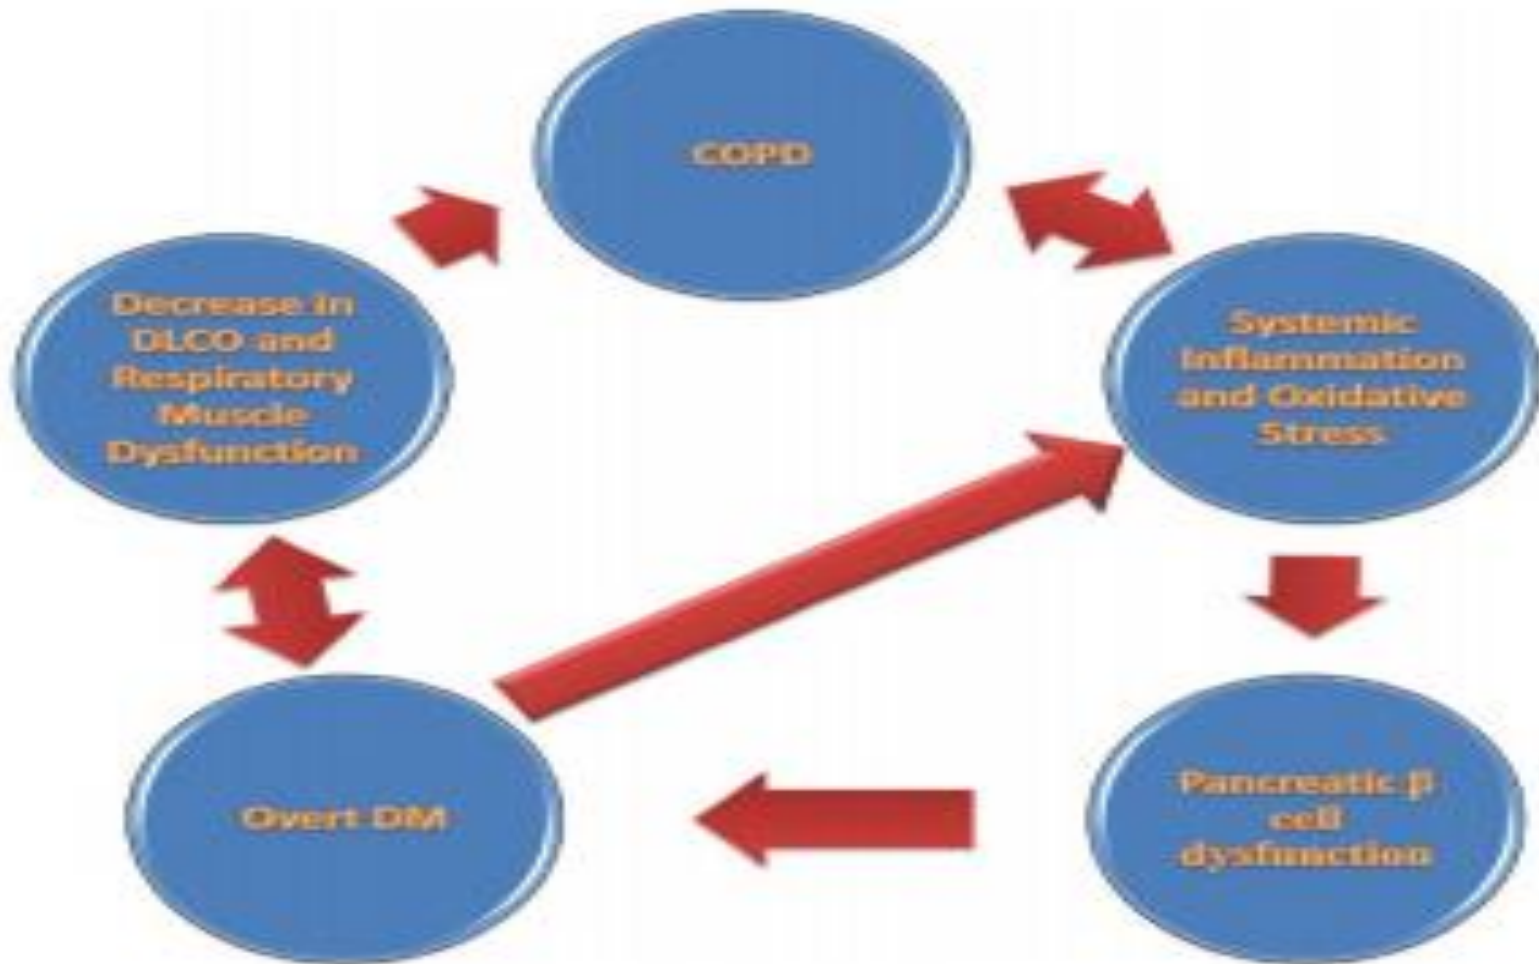 COPD
Decrease in
DLCO and
Respiratory
Muscle
Dysfunction
Systemic
Inflammation
and Oxidative
Stress
Overt DM
Pancreatic β
cell
dysfunction